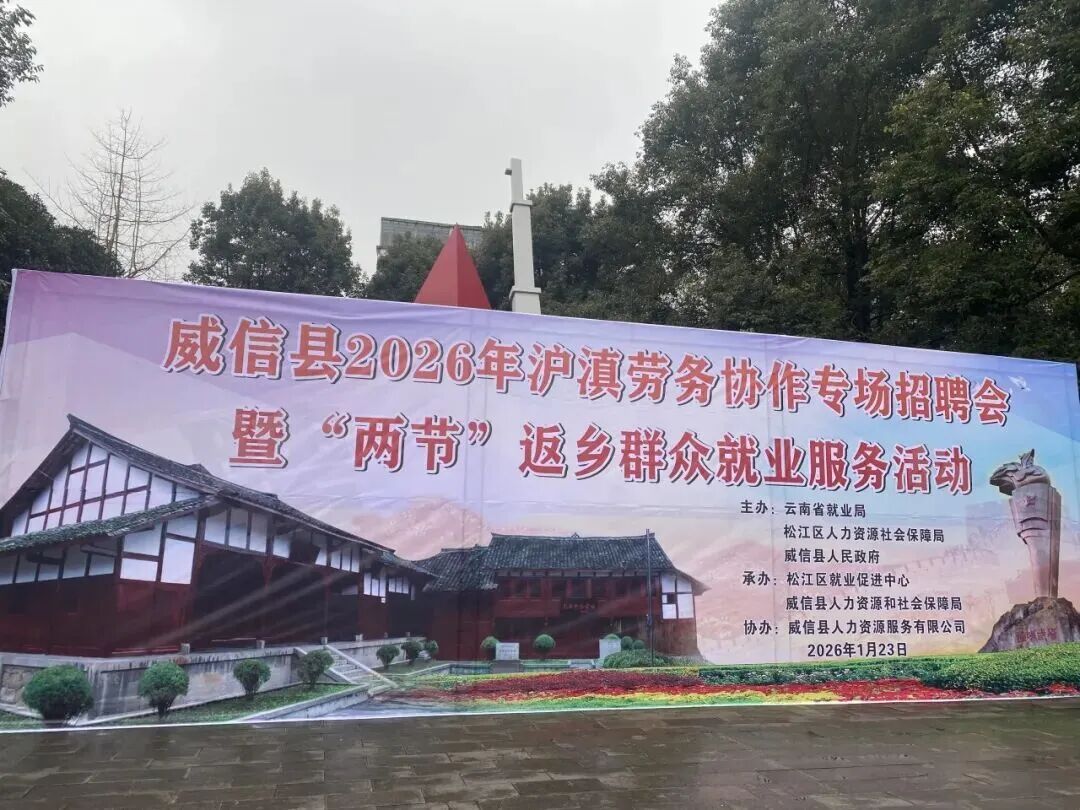 威信县2026年沪滇劳务协作专场招聘会
暨“两节”返乡群众就业服务活动
主办：云南省就业局
松江区人力资源社会保障局
威信县人民政府
承办：松江区就业促进中心
威信县人力资源和社会保障局
协办：威信县人力资源服务有限公司
2026年1月23日